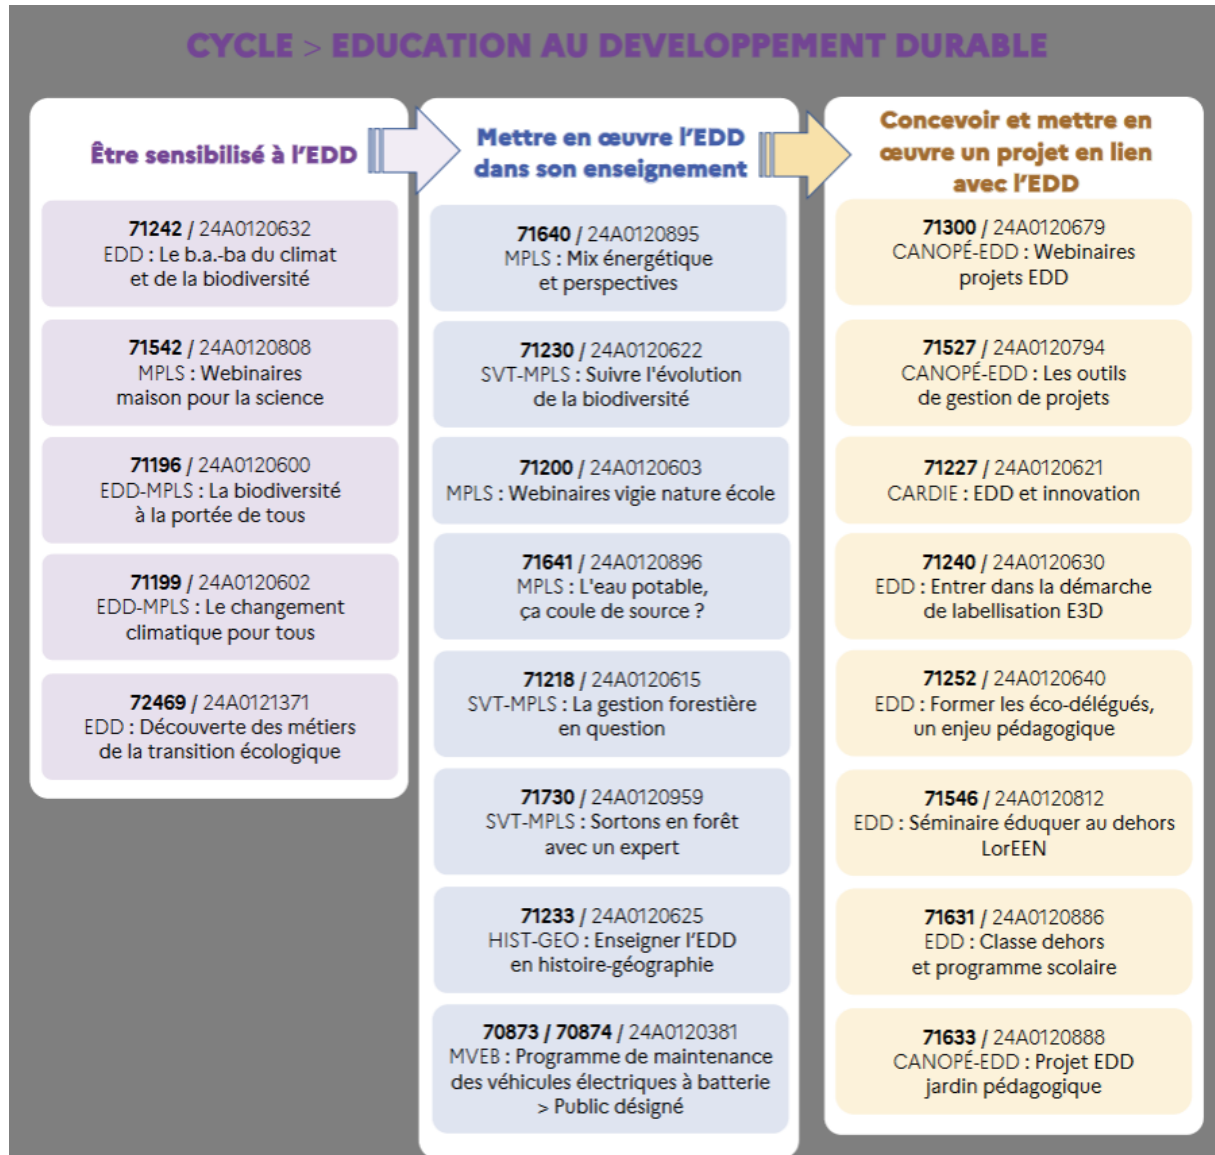 CYCLE > EDUCATION AU DEVELOPPEMENT DURABLE
Être sensibilisé à l’EDD
71242 / 24A0120632
EDD : Le b.a.-ba du climat
et de la biodiversité
71542 / 24A0120808
MPLS : Webinaires
maison pour la science
71196 / 24A0120600
EDD-MPLS : La biodiversité
à la portée de tous
71199 / 24A0120602
EDD-MPLS : Le changement
climatique pour tous
72469 / 24A0121371
EDD : Découverte des métiers
de la transition écologique
Mettre en œuvre l’EDD
dans son enseignement
71640 / 24A0120895
MPLS : Mix énergétique
et perspectives
71230 / 24A0120622
SVT-MPLS : Suivre l'évolution
de la biodiversité
71200 / 24A0120603
MPLS : Webinaires vigie nature école
71641 / 24A0120896
MPLS : L'eau potable,
ça coule de source ?
71218 / 24A0120615
SVT-MPLS : La gestion forestière
en question
71730 / 24A0120959
SVT-MPLS : Sortons en forêt
avec un expert
71233 / 24A0120625
HIST-GEO : Enseigner l’EDD
en histoire-géographie
70873 / 70874 / 24A0120381
MVEB : Programme de maintenance
des véhicules électriques à batterie
> Public désigné
Concevoir et mettre en
œuvre un projet en lien
avec l’EDD
71300 / 24A0120679
CANOPÉ-EDD : Webinaires
projets EDD
71527 / 24A0120794
CANOPÉ-EDD : Les outils
de gestion de projets
71227 / 24A0120621
CARDIE : EDD et innovation
71240 / 24A0120630
EDD : Entrer dans la démarche
de labellisation E3D
71252 / 24A0120640
EDD : Former les éco-délégués,
un enjeu pédagogique
71546 / 24A0120812
EDD : Séminaire éduquer au dehors
LorEEN
71631 / 24A0120886
EDD : Classe dehors
et programme scolaire
71633 / 24A0120888
CANOPÉ-EDD : Projet EDD
jardin pédagogique